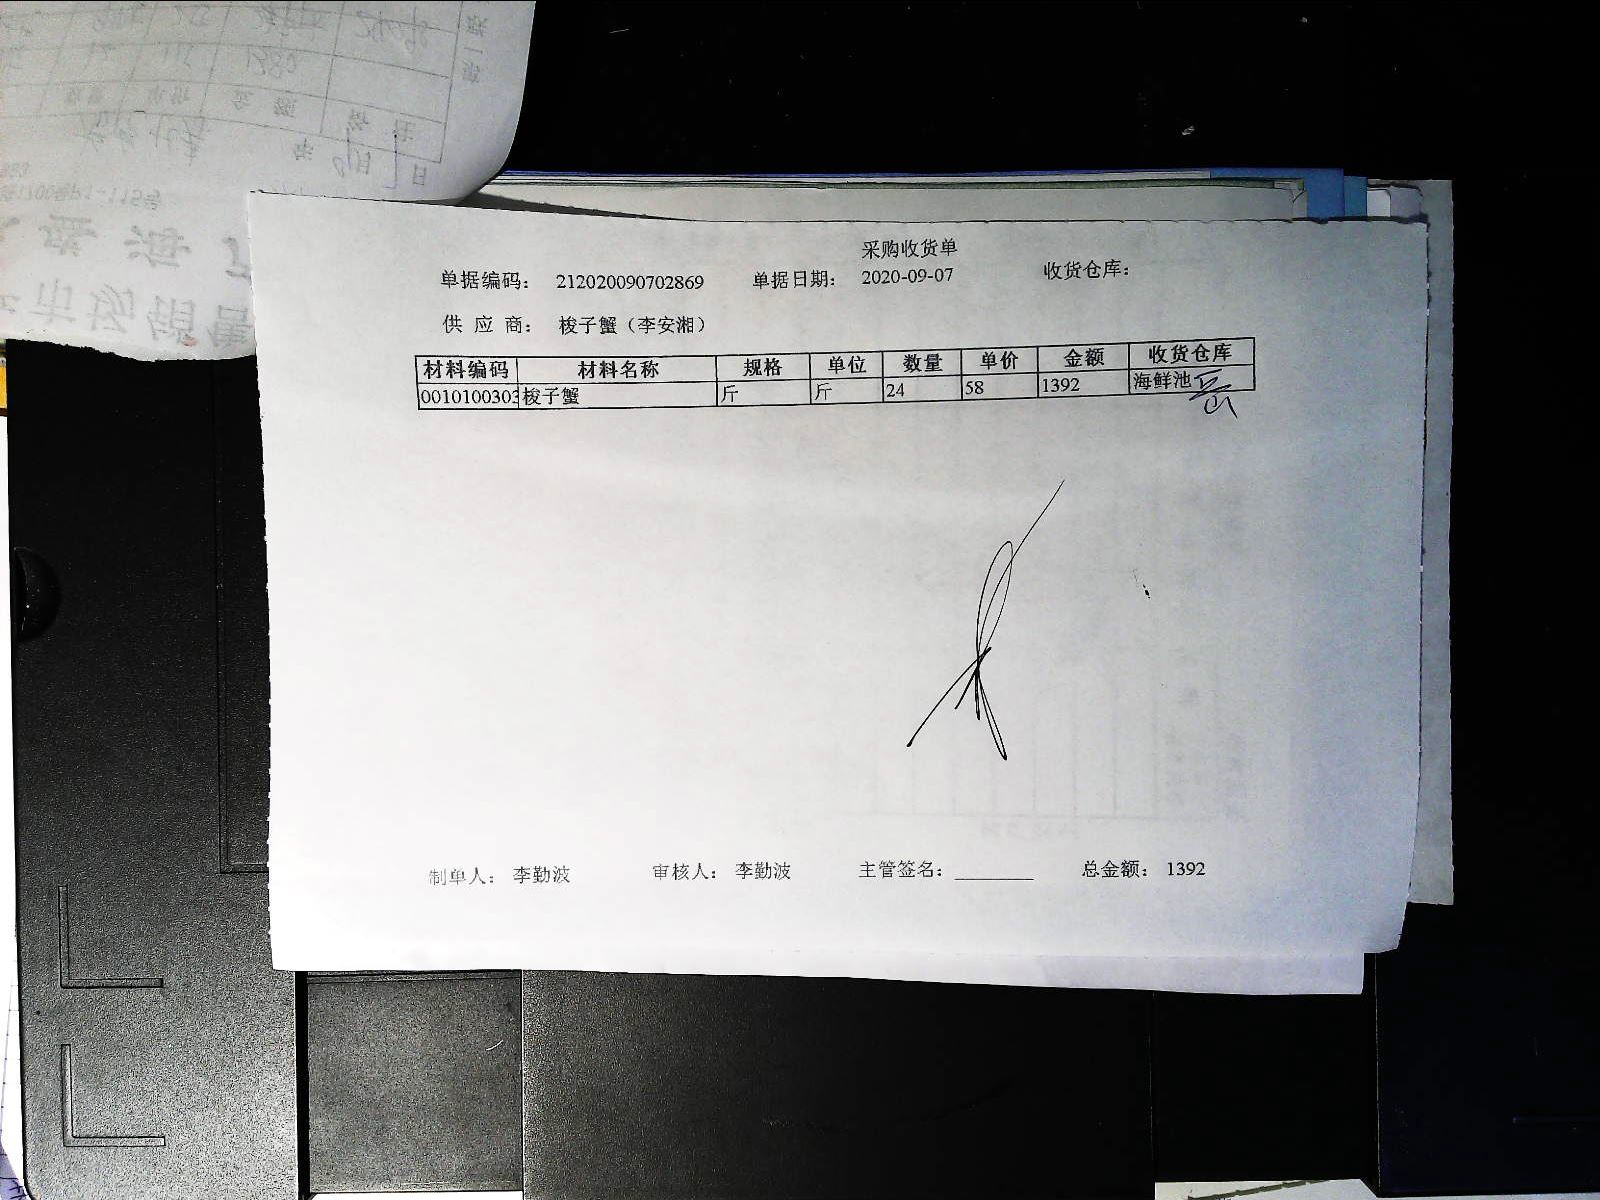 采购收货单
单据编码： 212020090702869 单据日期： 2020-09-07 收货仓库：
供 应 商： 梭子蟹（李安湘）
材料编码 材料名称 规格 单位 数量 单价 金额 收货仓库
0010100303 梭子蟹 斤 斤 24 58 1392 海鲜池
制单人： 李勤波 审核人： 李勤波 主管签名：________ 总金额： 1392